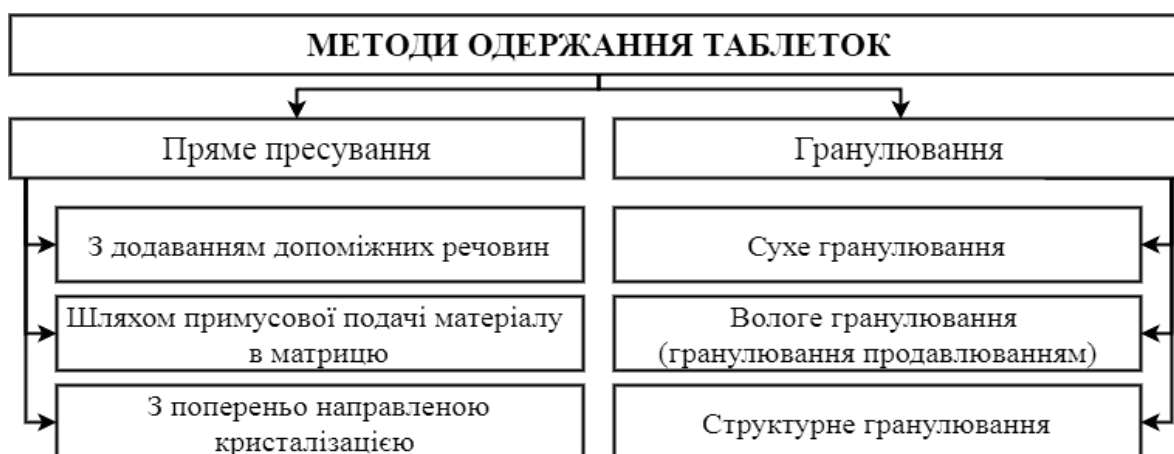 МЕТОДИ ОДЕРЖАННЯ ТАБЛЕТОК
Пряме пресування
З додаванням допоміжних речовин
Шляхом примусової подачі матеріалу
в матрицю
З попереньо направленою
кристалізацією
Гранулювання
Сухе гранулювання
Вологе гранулювання
(гранулювання продавлюванням)
Структурне гранулювання